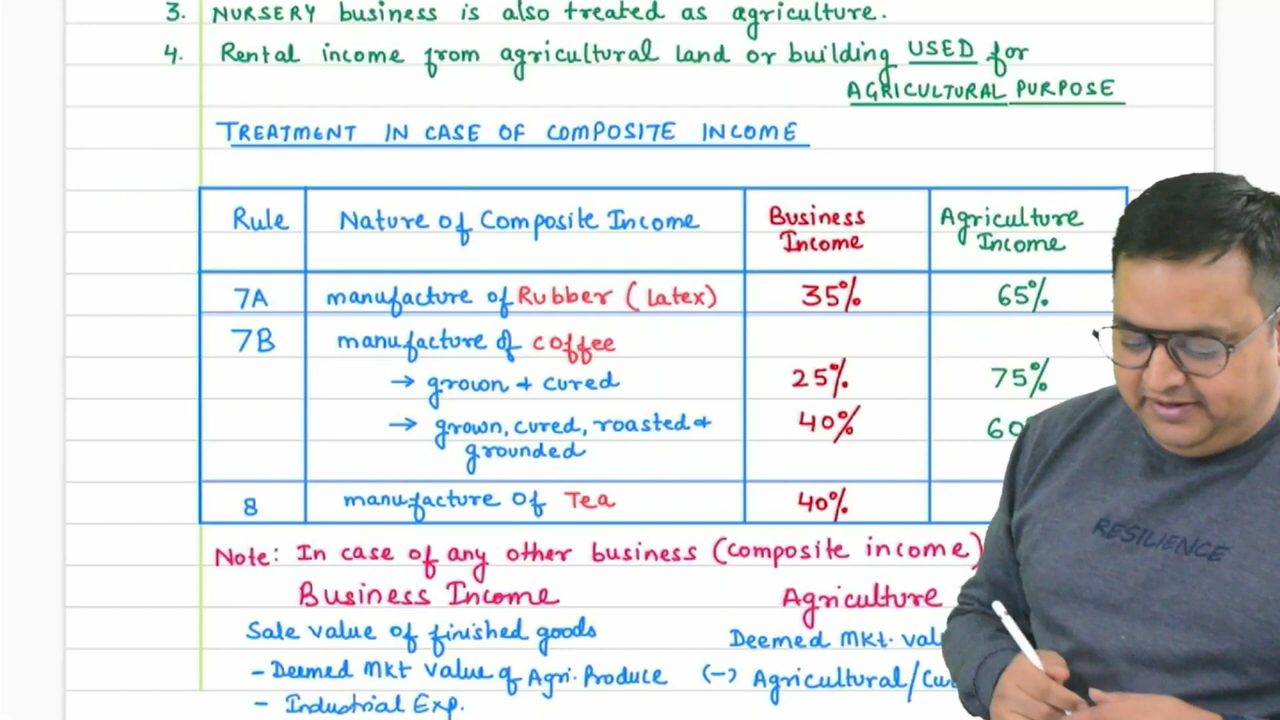 3. NURSERY business is also treated as agriculture.
4. Rental income from agricultural land or building USED for
AGRICULTURAL PURPOSE
TREATMENT IN CASE OF COMPOSITE INCOME
Rule Nature of Composite Income Business Income Agriculture Income
7A manufacture of Rubber (Latex) 35% 65%
7B manufacture of coffee
→ grown + cured 25% 75%
→ grown, cured, roasted + 40% 60
grounded
8 manufacture of Tea 40%
Note: In case of any other business (composite income)
Business Income Agriculture
Sale value of finished goods Deemed Mkt.
- Deemed Mkt value of Agri. Produce (-) Agricultural/
- Industrial Exp.
RESILIENCE